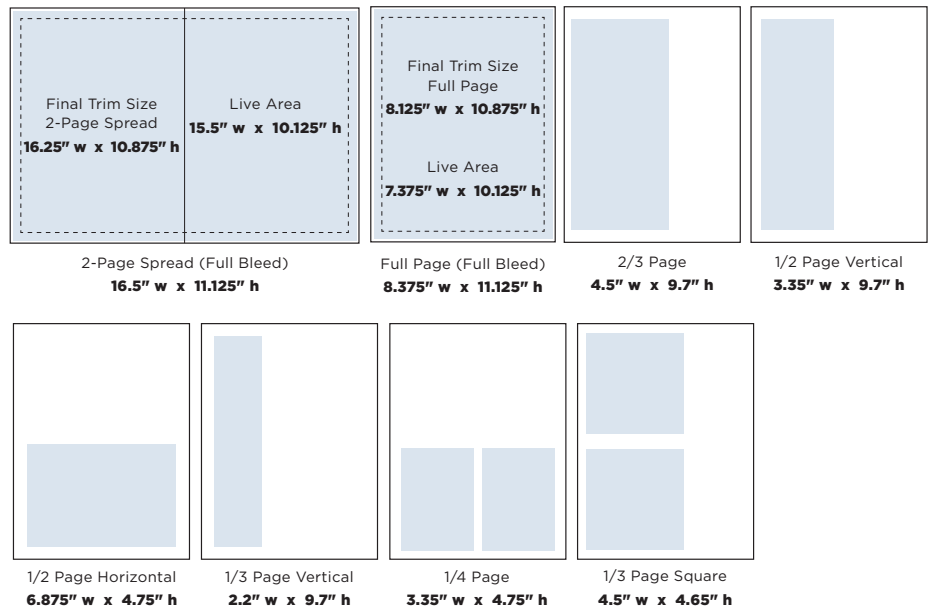 Final Trim Size
2-Page Spread
16.25" w x 10.875" h
Live Area
15.5" w x 10.125" h
2-Page Spread (Full Bleed)
16.5" w x 11.125" h
Final Trim Size
Full Page
8.125" w x 10.875" h
Live Area
7.375" w x 10.125" h
Full Page (Full Bleed)
8.375" w x 11.125" h
2/3 Page
4.5" w x 9.7" h
1/2 Page Vertical
3.35" w x 9.7" h
1/2 Page Horizontal
6.875" w x 4.75" h
1/3 Page Vertical
2.2" w x 9.7" h
1/4 Page
3.35" w x 4.75" h
1/3 Page Square
4.5" w x 4.65" h